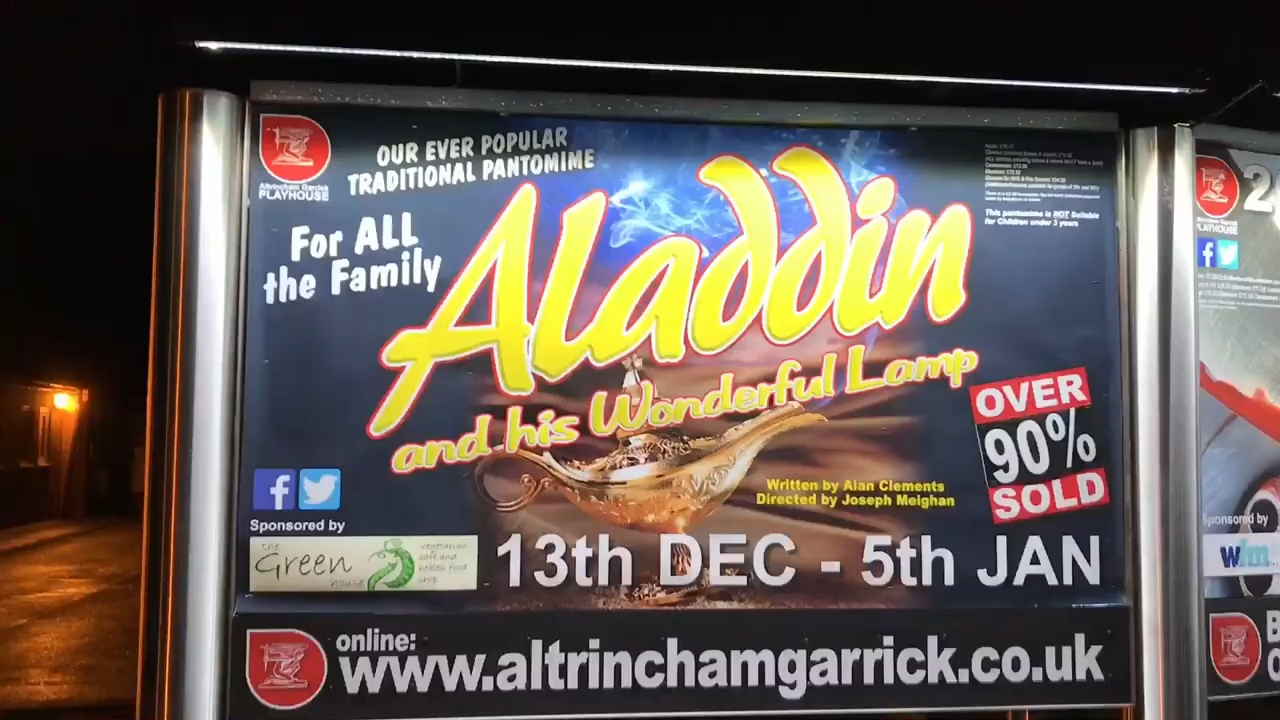 Altrincham Garrick
PLAYHOUSE
OUR EVER POPULAR
TRADITIONAL PANTOMIME
For ALL
the Family
Aladdin
and his Wonderful Lamp
This pantomime is NOT Suitable
for Children under 3 years
OVER
90%
SOLD
Written by Alan Clements
Directed by Joseph Meighan
Sponsored by
the
Green
house
vegetarian
café and
health food
shop
13th DEC - 5th JAN
online:
www.altrinchamgarrick.co.uk
PLAYHOUSE
Sponsored by
wim